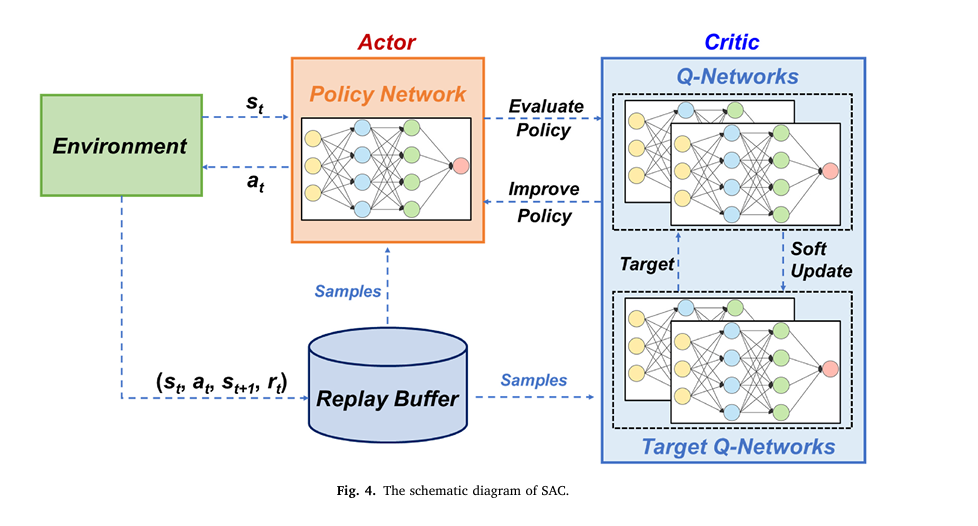 Actor
Critic
Policy Network
Q-Networks
Environment
s_t
a_t
Evaluate
Policy
Improve
Policy
Target
Soft
Update
Samples
(s_t, a_t, s_{t+1}, r_t)
Replay Buffer
Samples
Target Q-Networks
Fig. 4. The schematic diagram of SAC.